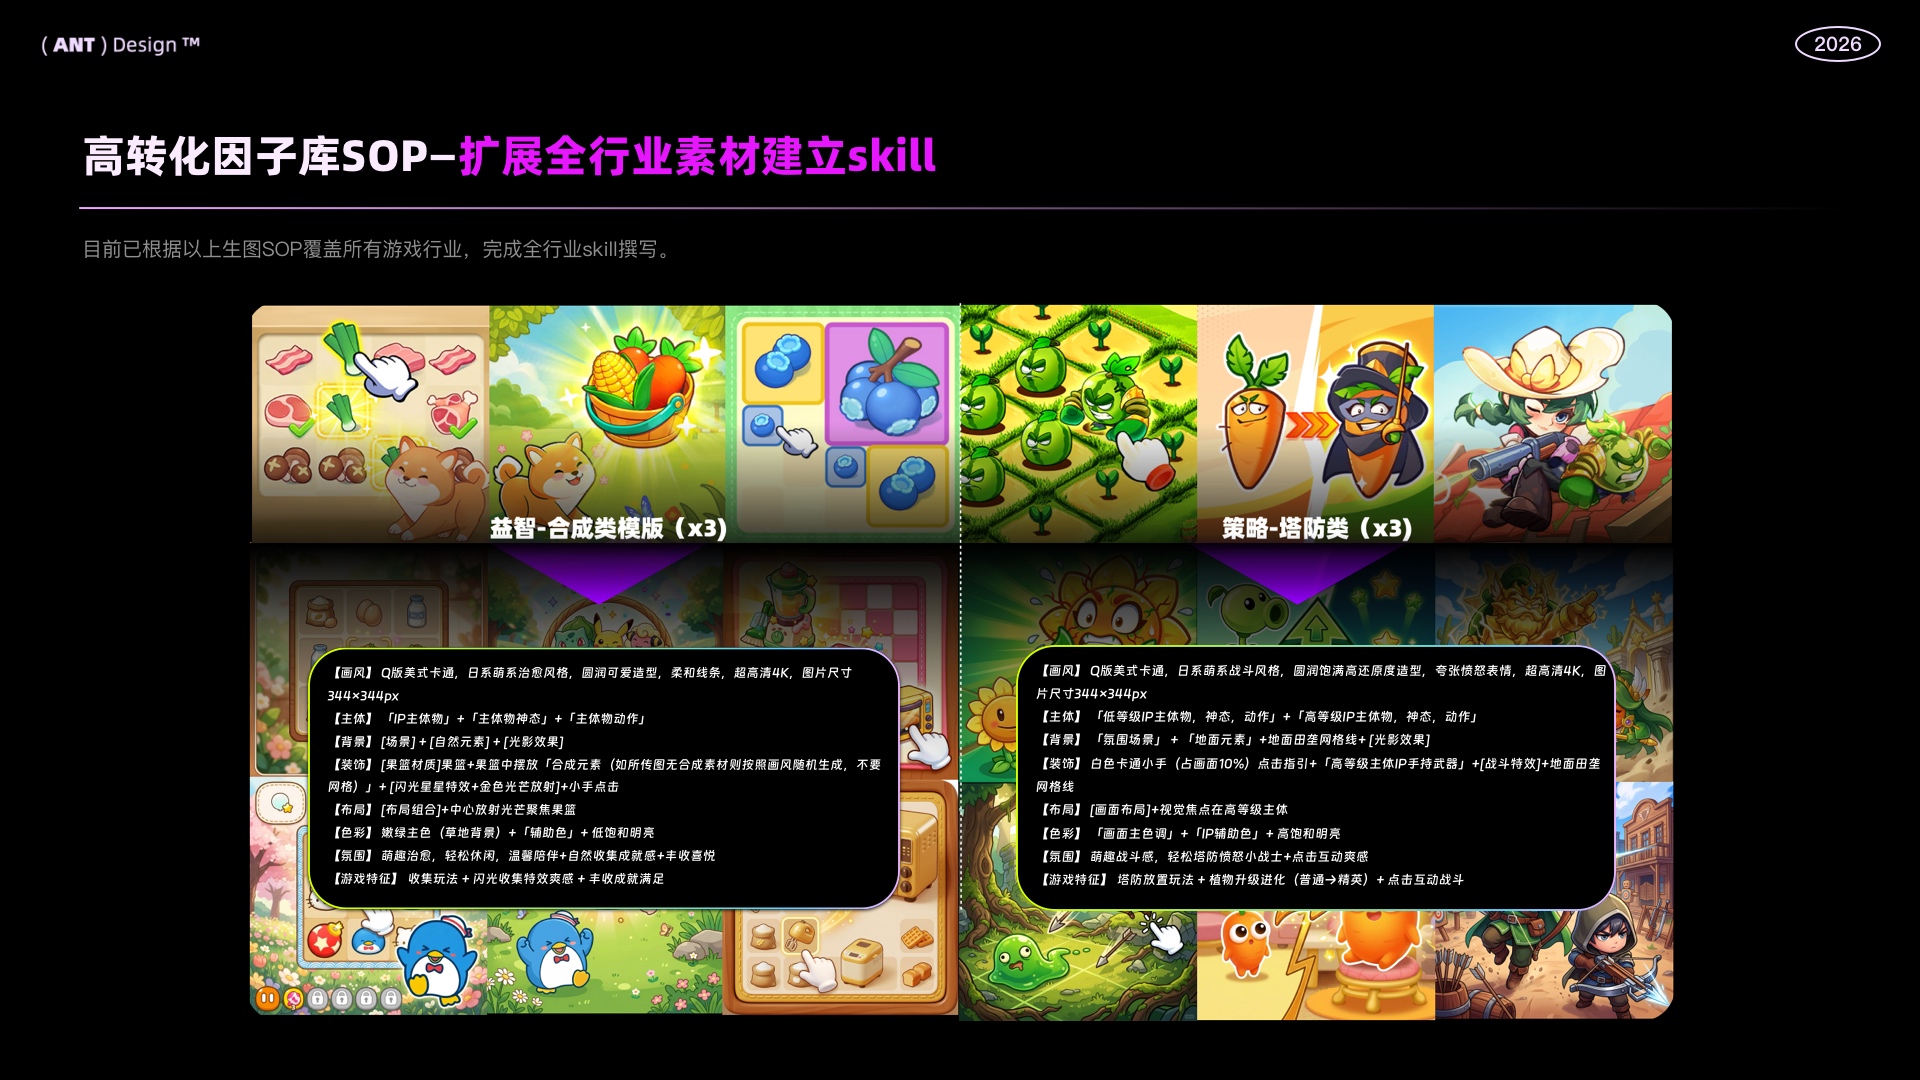 ( ANT ) Design ™
2026
高转化因子库SOP–扩展全行业素材建立skill
目前已根据以上生图SOP覆盖所有游戏行业，完成全行业skill撰写。
益智-合成类模版（x3)
策略-塔防类（x3)
【画风】 Q版美式卡通，日系萌系治愈风格，圆润可爱造型，柔和线条，超高清4K，图片尺寸
344×344px
【主体】 「IP主体物」+「主体物神态」+「主体物动作」
【背景】 [场景] + [自然元素] + [光影效果]
【装饰】 [果篮材质]果篮+果篮中摆放「合成元素（如所传图无合成素材则按照画风随机生成，不要
网格）」+ [闪光星星特效+金色光芒放射]+小手点击
【布局】 [布局组合]+中心放射光芒聚焦果篮
【色彩】 嫩绿主色（草地背景）+「辅助色」+ 低饱和明亮
【氛围】 萌趣治愈，轻松休闲，温馨陪伴+自然收集成就感+丰收喜悦
【游戏特征】 收集玩法 + 闪光收集特效爽感 + 丰收成就满足
【画风】 Q版美式卡通，日系萌系战斗风格，圆润饱满高还原度造型，夸张愤怒表情，超高清4K，图
片尺寸344×344px
【主体】 「低等级IP主体物，神态，动作」+「高等级IP主体物，神态，动作」
【背景】 「氛围场景」 + 「地面元素」+地面田垄网格线+ [光影效果]
【装饰】 白色卡通小手（占画面10%）点击指引+「高等级主体IP手持武器」+[战斗特效]+地面田垄
网格线
【布局】 [画面布局]+视觉焦点在高等级主体
【色彩】 「画面主色调」+「IP辅助色」+ 高饱和明亮
【氛围】 萌趣战斗感，轻松塔防愤怒小战士+点击互动爽感
【游戏特征】 塔防放置玩法 + 植物升级进化（普通→精英）+ 点击互动战斗